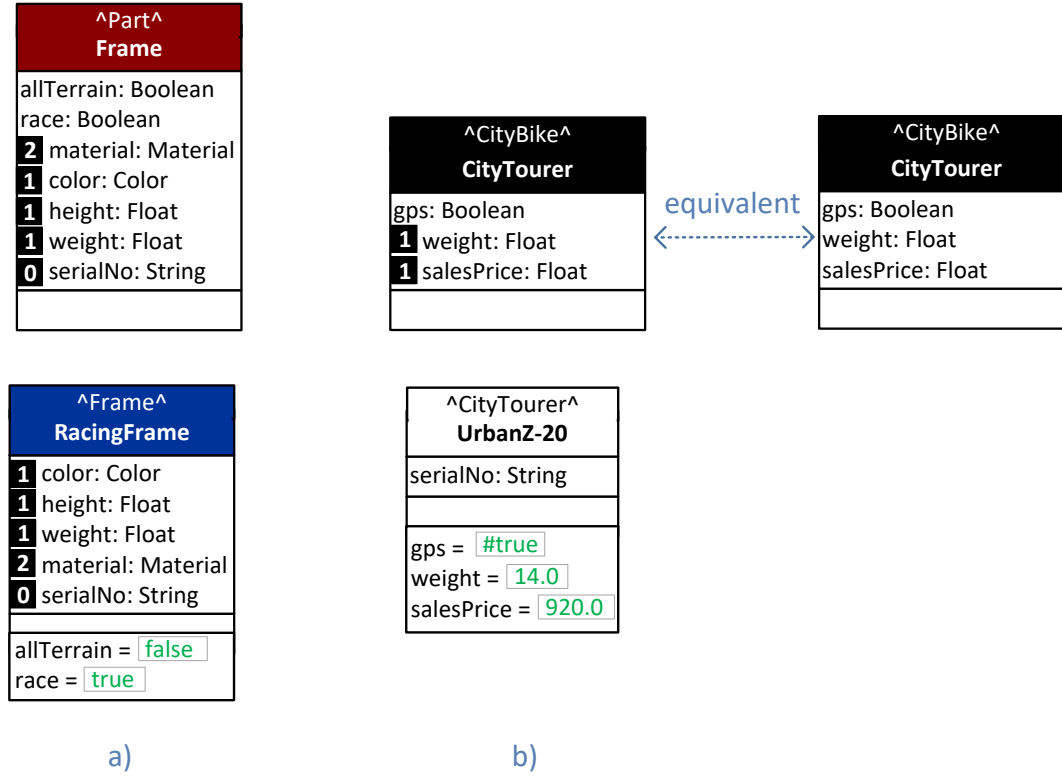 ^Part^
Frame
allTerrain: Boolean
race: Boolean
2 material: Material
1 color: Color
1 height: Float
1 weight: Float
0 serialNo: String
^Frame^
RacingFrame
1 color: Color
1 height: Float
1 weight: Float
2 material: Material
0 serialNo: String
allTerrain = false
race = true
a)
^CityBike^
CityTourer
gps: Boolean
1 weight: Float
1 salesPrice: Float
equivalent
^CityBike^
CityTourer
gps: Boolean
weight: Float
salesPrice: Float
^CityTourer^
UrbanZ-20
serialNo: String
gps = #true
weight = 14.0
salesPrice = 920.0
b)